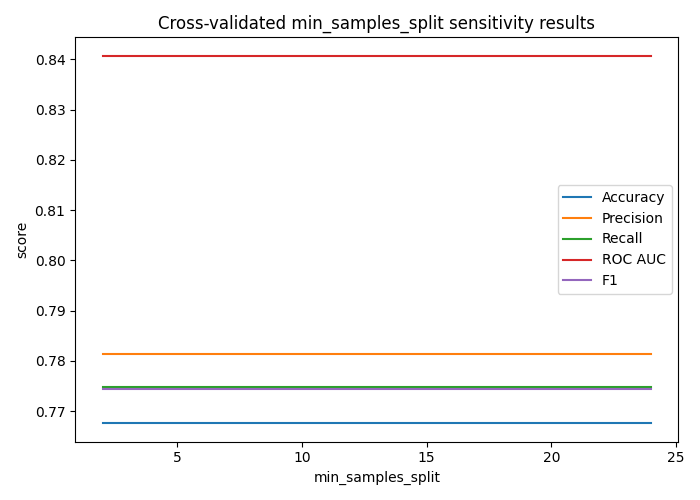 Cross-validated min_samples_split sensitivity results
0.84
0.83
0.82
0.81
0.80
0.79
0.78
0.77
score
Accuracy
Precision
Recall
ROC AUC
F1
5
10
15
20
25
min_samples_split